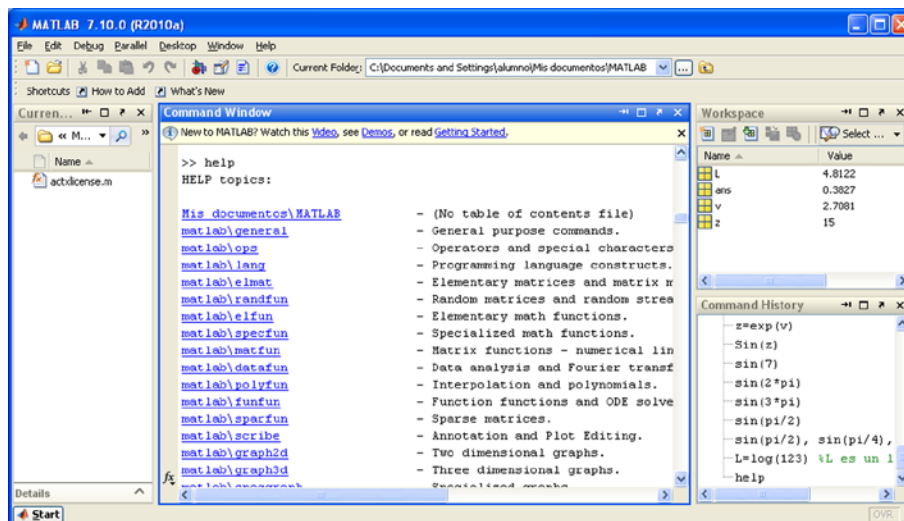 MATLAB 7.10.0 (R2010a)
File Edit Debug Parallel Desktop Window Help
Current Folder: C:\Documents and Settings\alumno\Mis documentos\MATLAB
Shortcuts How to Add What's New
Curren...
« M...
Name
actxlicense.m
Details
Command Window
New to MATLAB? Watch this Video, see Demos, or read Getting Started.
>> help
HELP topics:
Mis documentos\MATLAB - (No table of contents file)
matlab\general - General purpose commands.
matlab\ops - Operators and special characters
matlab\lang - Programming language constructs.
matlab\elmat - Elementary matrices and matrix m
matlab\randfun - Random matrices and random strea
matlab\elfun - Elementary math functions.
matlab\specfun - Specialized math functions.
matlab\matfun - Matrix functions - numerical lin
matlab\datafun - Data analysis and Fourier transf
matlab\polyfun - Interpolation and polynomials.
matlab\funfun - Function functions and ODE solve
matlab\sparfun - Sparse matrices.
matlab\scribe - Annotation and Plot Editing.
matlab\graph2d - Two dimensional graphs.
matlab\graph3d - Three dimensional graphs.
fx
Workspace
Select ...
Name Value
L 4.8122
ans 0.3827
v 2.7081
z 15
Command History
z=exp(v)
Sin(z)
sin(7)
sin(2*pi)
sin(3*pi)
sin(pi/2)
sin(pi/2), sin(pi/4),
L=log(123) %L es un l
help
Start
OVR